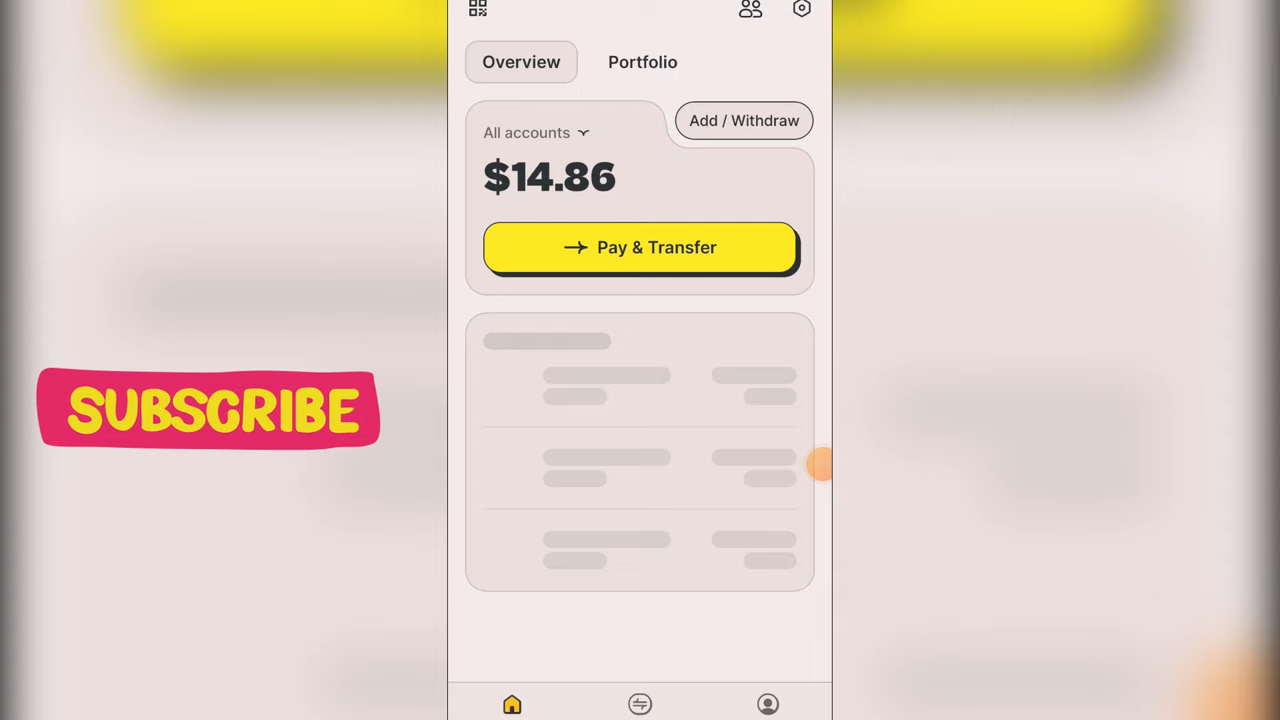 Overview
Portfolio
Add / Withdraw
All accounts
$14.86
Pay & Transfer
SUBSCRIBE